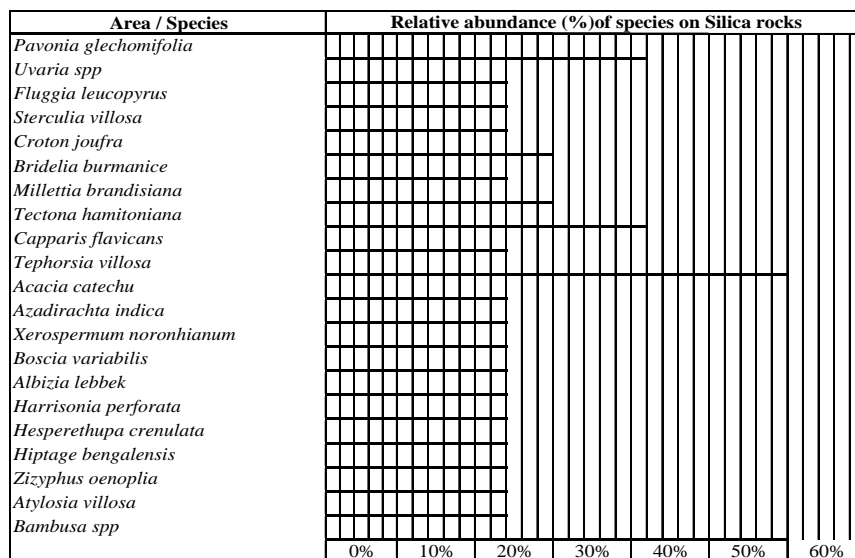 Area / Species Relative abundance (%)of species on Silica rocks
Pavonia glechomifolia
Uvaria spp
Fluggia leucopyrus
Sterculia villosa
Croton joufra
Bridelia burmanice
Millettia brandisiana
Tectona hamitoniana
Capparis flavicans
Tephorsia villosa
Acacia catechu
Azadirachta indica
Xerospermum noronhianum
Boscia variabilis
Albizia lebbek
Harrisonia perforata
Hesperethupa crenulata
Hiptage bengalensis
Zizyphus oenoplia
Atylosia villosa
Bambusa spp
0% 10% 20% 30% 40% 50% 60%